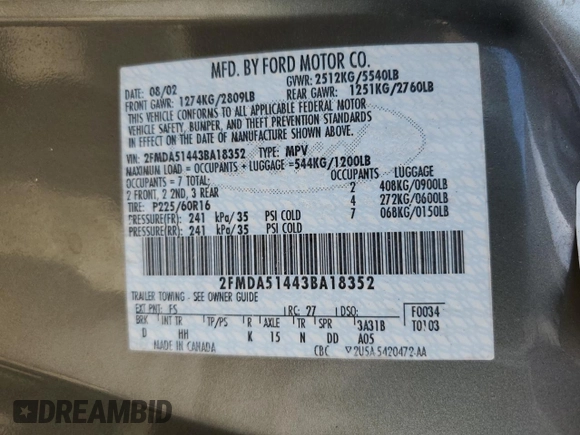 MFD. BY FORD MOTOR CO.
DATE: 08/02 GVWR: 2512KG/5540LB
FRONT GAWR: 1274KG/2809LB REAR GAWR: 1251KG/2760LB
THIS VEHICLE CONFORMS TO ALL APPLICABLE FEDERAL MOTOR
VEHICLE SAFETY, BUMPER, AND THEFT PREVENTION STANDARDS
IN EFFECT ON THE DATE OF MANUFACTURE SHOWN ABOVE.
VIN: 2FMDA51443BA18352 TYPE: MPV
MAXIMUM LOAD = OCCUPANTS + LUGGAGE =544KG/1200LB
OCCUPANTS = 7 TOTAL: OCCUPANTS LUGGAGE
2 FRONT, 2 2ND, 3 REAR 2 408KG/0900LB
TIRE: P225/60R16 4 272KG/0600LB
PRESSURE(FR): 241 kPa/35 PSI COLD 7 068KG/0150LB
PRESSURE(RR): 241 kPa/35 PSI COLD
2FMDA51443BA18352
TRAILER TOWING - SEE OWNER GUIDE
EXT PNT: FS RC: 27 DSO: F0034
BRK INT TR TP/PS R AXLE TR SPR 3A31B T0103
D HH K 15 N DD A05
MADE IN CANADA CBC 2U5A 5420472-AA
DREAMBID